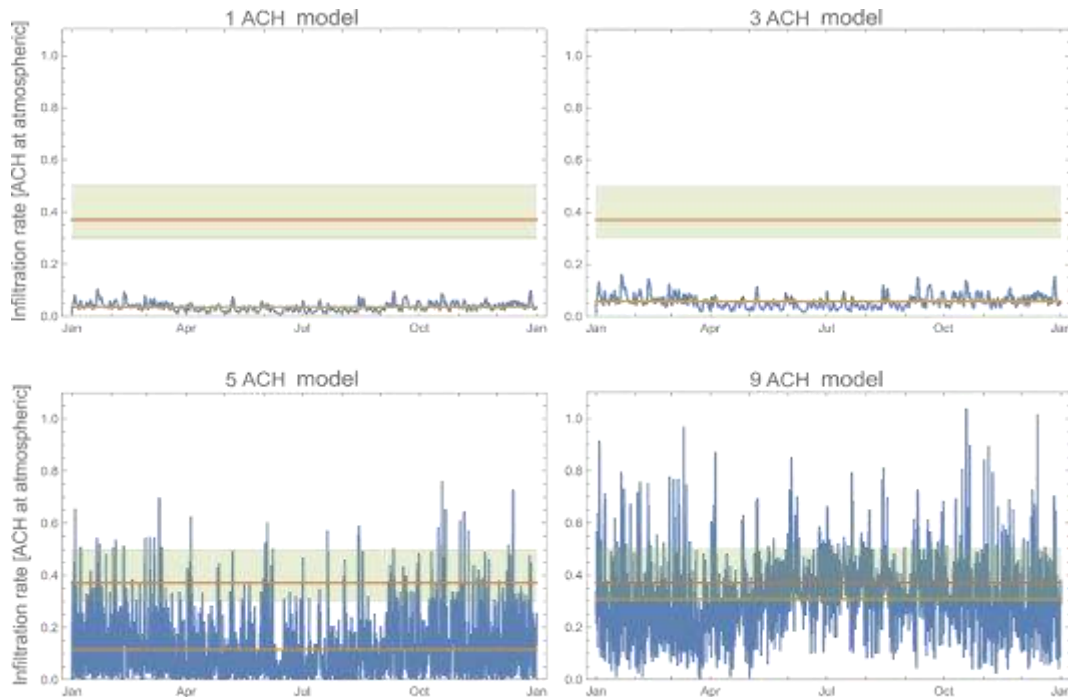 1 ACH model
3 ACH model
Infiltration rate [ACH at atmospheric]
1.0
0.8
0.6
0.4
0.2
0.0
Jan Apr Jul Oct Jan
1.0
0.8
0.6
0.4
0.2
0.0
Jan Apr Jul Oct Jan
5 ACH model
9 ACH model
Infiltration rate [ACH at atmospheric]
1.0
0.8
0.6
0.4
0.2
0.0
Jan Apr Jul Oct Jan
1.0
0.8
0.6
0.4
0.2
0.0
Jan Apr Jul Oct Jan